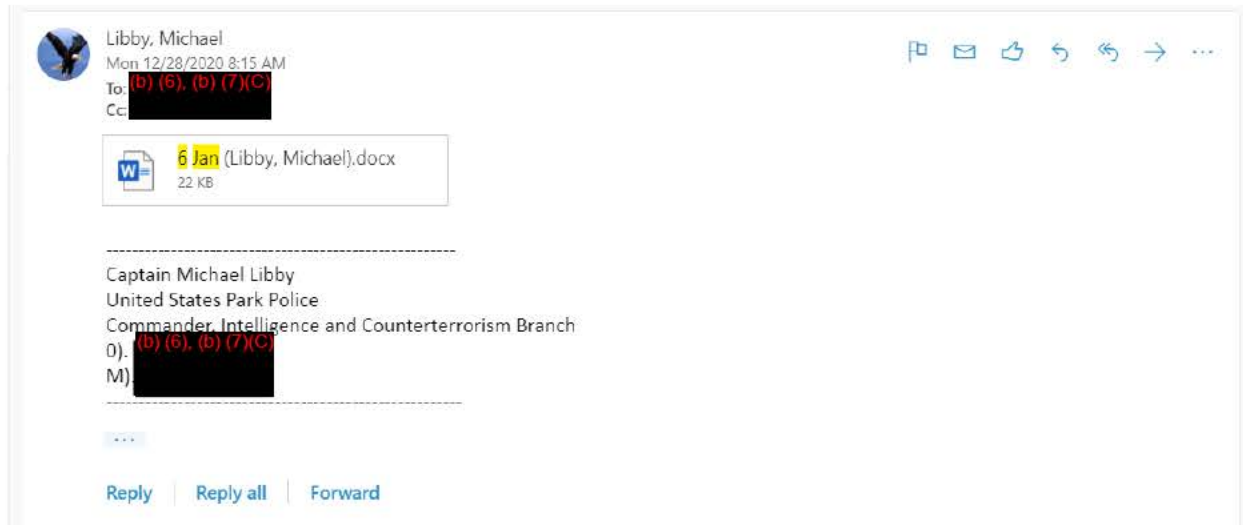 Libby, Michael
Mon 12/28/2020 8:15 AM
To: (b) (6), (b) (7)(C)
Cc:
6 Jan (Libby, Michael).docx
22 KB
----------------------------------------------------
Captain Michael Libby
United States Park Police
Commander, Intelligence and Counterterrorism Branch
0). (b) (6), (b) (7)(C)
M).
-----------------------------------------------------
...
Reply Reply all Forward